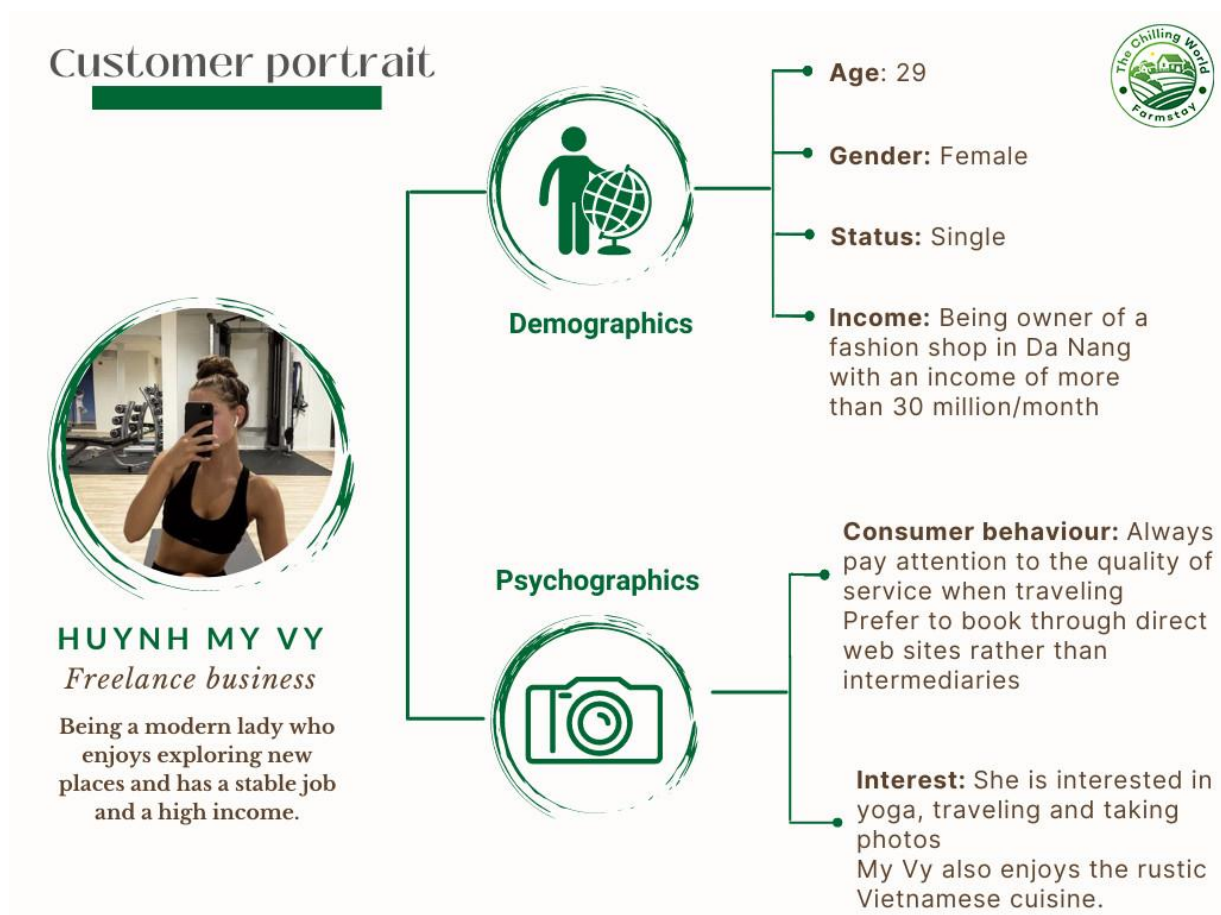 Customer portrait
The Chilling World
Farmstay
Age: 29
Gender: Female
Status: Single
Income: Being owner of a
fashion shop in Da Nang
with an income of more
than 30 million/month
Demographics
HUYNH MY VY
Freelance business
Being a modern lady who
enjoys exploring new
places and has a stable job
and a high income.
Psychographics
Consumer behaviour: Always
pay attention to the quality of
service when traveling
Prefer to book through direct
web sites rather than
intermediaries
Interest: She is interested in
yoga, traveling and taking
photos
My Vy also enjoys the rustic
Vietnamese cuisine.